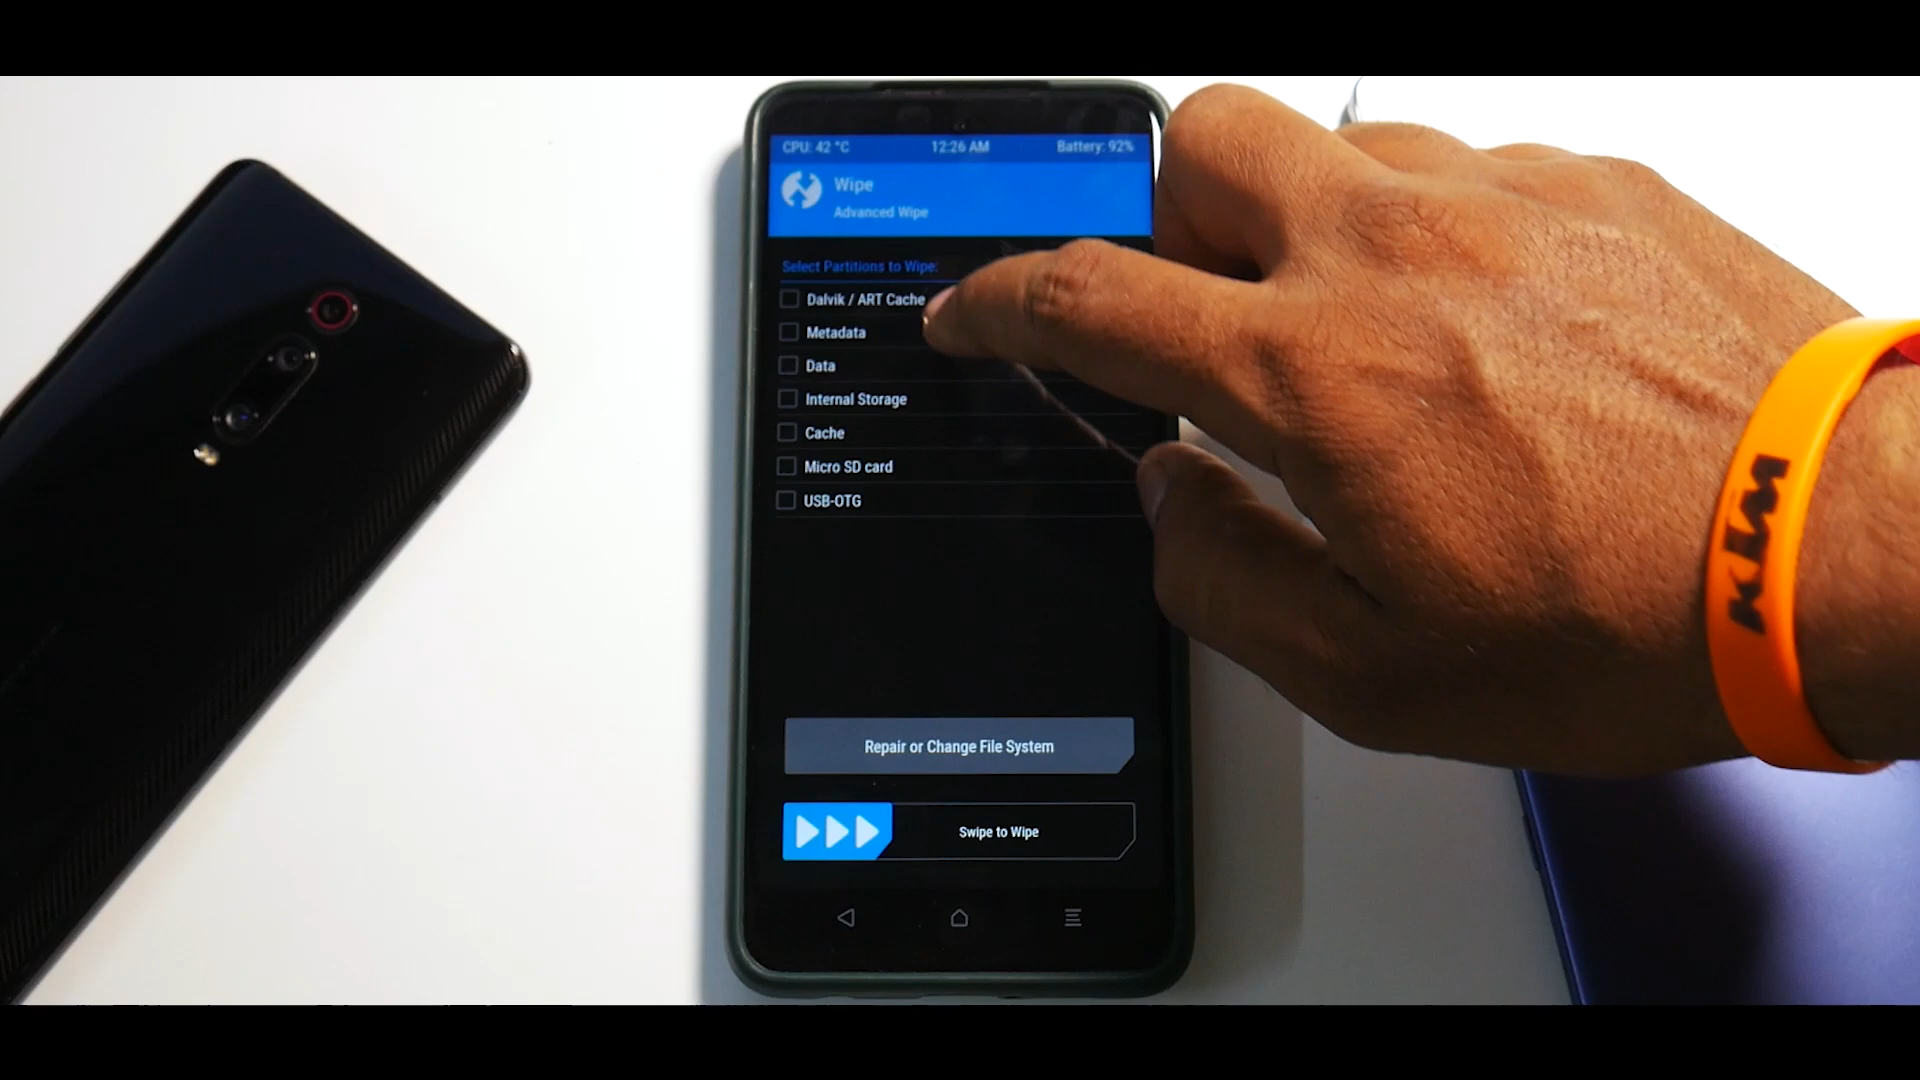 CPU: 42 °C 12:26 AM Battery: 92%
Wipe
Advanced Wipe
Select Partitions to Wipe:
Dalvik / ART Cache
Metadata
Data
Internal Storage
Cache
Micro SD card
USB-OTG
Repair or Change File System
Swipe to Wipe
KTM